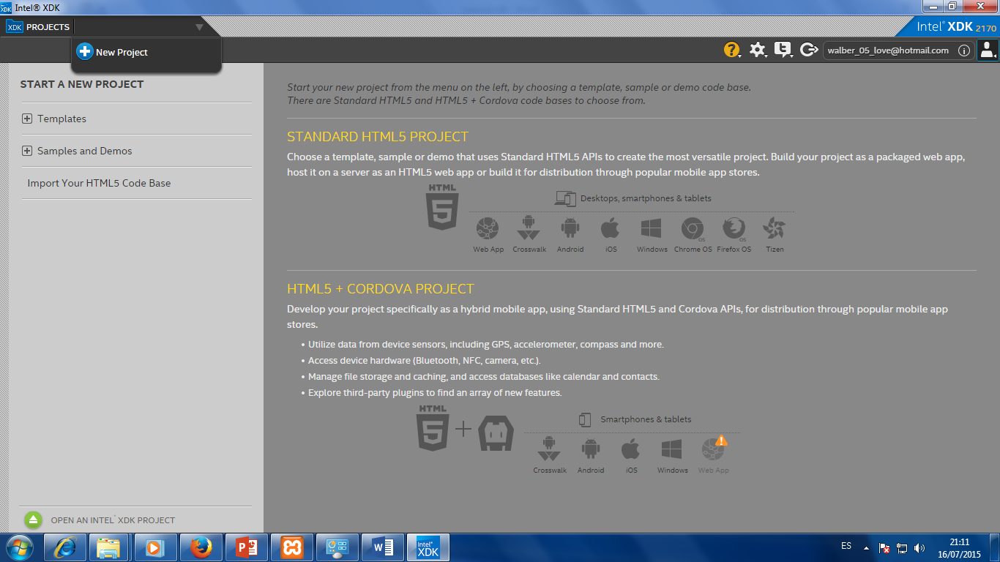 Intel® XDK
XDK PROJECTS
Intel® XDK 2170
New Project
walber_05_love@hotmail.com
START A NEW PROJECT
Templates
Samples and Demos
Import Your HTML5 Code Base
Start your new project from the menu on the left, by choosing a template, sample or demo code base.
There are Standard HTML5 and HTML5 + Cordova code bases to choose from.
STANDARD HTML5 PROJECT
Choose a template, sample or demo that uses Standard HTML5 APIs to create the most versatile project. Build your project as a packaged web app,
host it on a server as an HTML5 web app or build it for distribution through popular mobile app stores.
HTML
5
Desktops, smartphones & tablets
OS OS
Web App Crosswalk Android iOS Windows Chrome OS Firefox OS Tizen
HTML5 + CORDOVA PROJECT
Develop your project specifically as a hybrid mobile app, using Standard HTML5 and Cordova APIs, for distribution through popular mobile app
stores.
• Utilize data from device sensors, including GPS, accelerometer, compass and more.
• Access device hardware (Bluetooth, NFC, camera, etc.).
• Manage file storage and caching, and access databases like calendar and contacts.
• Explore third-party plugins to find an array of new features.
HTML
5 +
Smartphones & tablets
Crosswalk Android iOS Windows Web App
OPEN AN INTEL® XDK PROJECT
intel® XDK
ES
21:11
16/07/2015